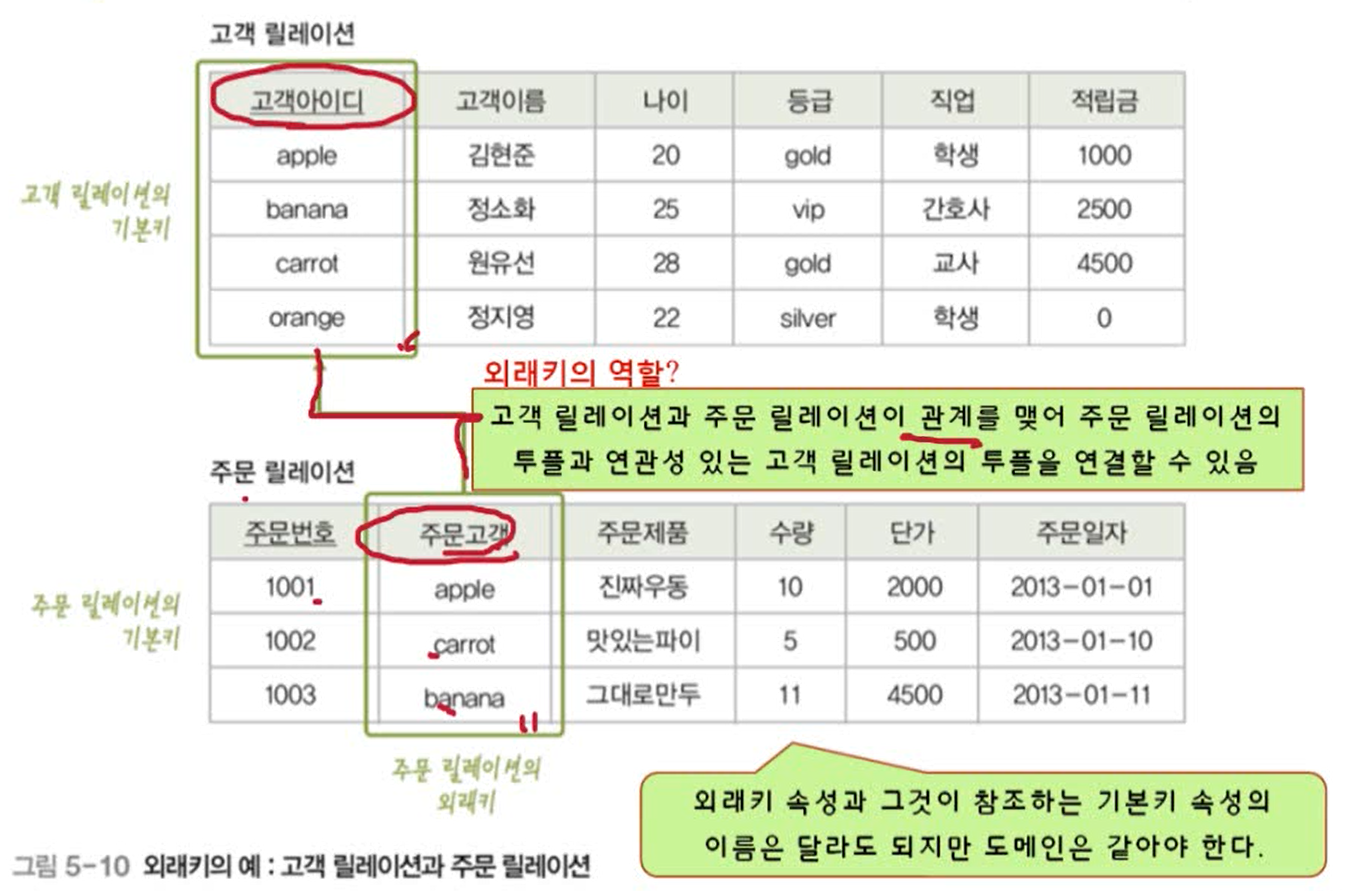 고객 릴레이션
고객아이디 고객이름 나이 등급 직업 적립금
apple 김현준 20 gold 학생 1000
고객 릴레이션의
기본키
banana 정소화 25 vip 간호사 2500
carrot 원유선 28 gold 교사 4500
orange 정지영 22 silver 학생 0
외래키의 역할?
고객 릴레이션과 주문 릴레이션이 관계를 맺어 주문 릴레이션의
투플과 연관성 있는 고객 릴레이션의 투플을 연결할 수 있음
주문 릴레이션
주문번호 주문고객 주문제품 수량 단가 주문일자
1001 apple 진짜우동 10 2000 2013-01-01
주문 릴레이션의
기본키
1002 carrot 맛있는파이 5 500 2013-01-10
1003 banana 그대로만두 11 4500 2013-01-11
주문 릴레이션의
외래키
외래키 속성과 그것이 참조하는 기본키 속성의
이름은 달라도 되지만 도메인은 같아야 한다.
그림 5-10 외래키의 예 : 고객 릴레이션과 주문 릴레이션